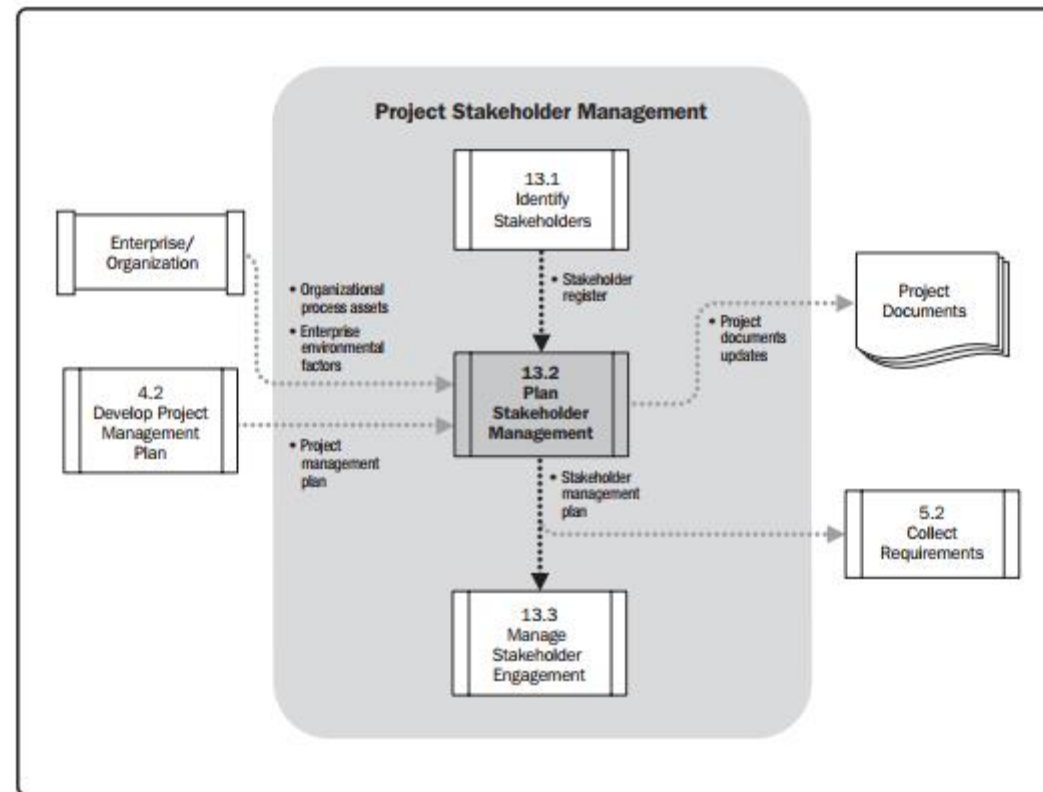 Project Stakeholder Management
13.1
Identify
Stakeholders
Enterprise/
Organization
• Stakeholder
register
• Organizational
process assets
• Enterprise
environmental
factors
Project
Documents
• Project
documents
updates
13.2
Plan
Stakeholder
Management
4.2
Develop Project
Management
Plan
• Project
management
plan
• Stakeholder
management
plan
5.2
Collect
Requirements
13.3
Manage
Stakeholder
Engagement